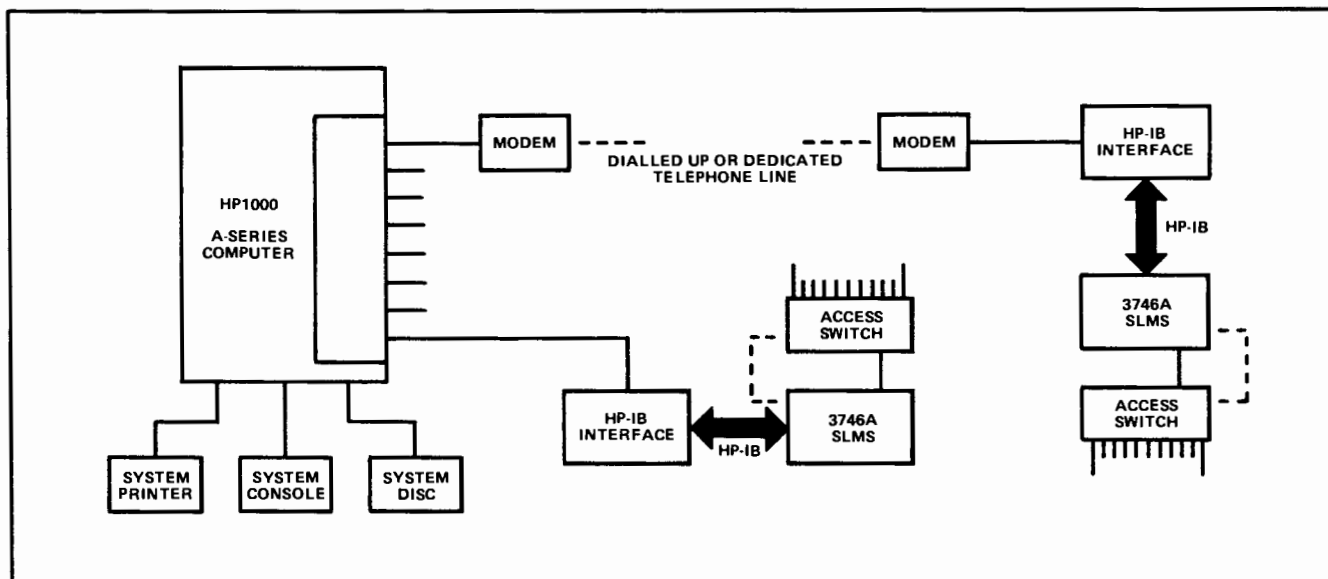 HP1000
A-SERIES
COMPUTER
MODEM
DIALLED UP OR DEDICATED
TELEPHONE LINE
MODEM
HP-IB
INTERFACE
HP-IB
3746A
SLMS
ACCESS
SWITCH
ACCESS
SWITCH
3746A
SLMS
HP-IB
INTERFACE
HP-IB
SYSTEM
PRINTER
SYSTEM
CONSOLE
SYSTEM
DISC